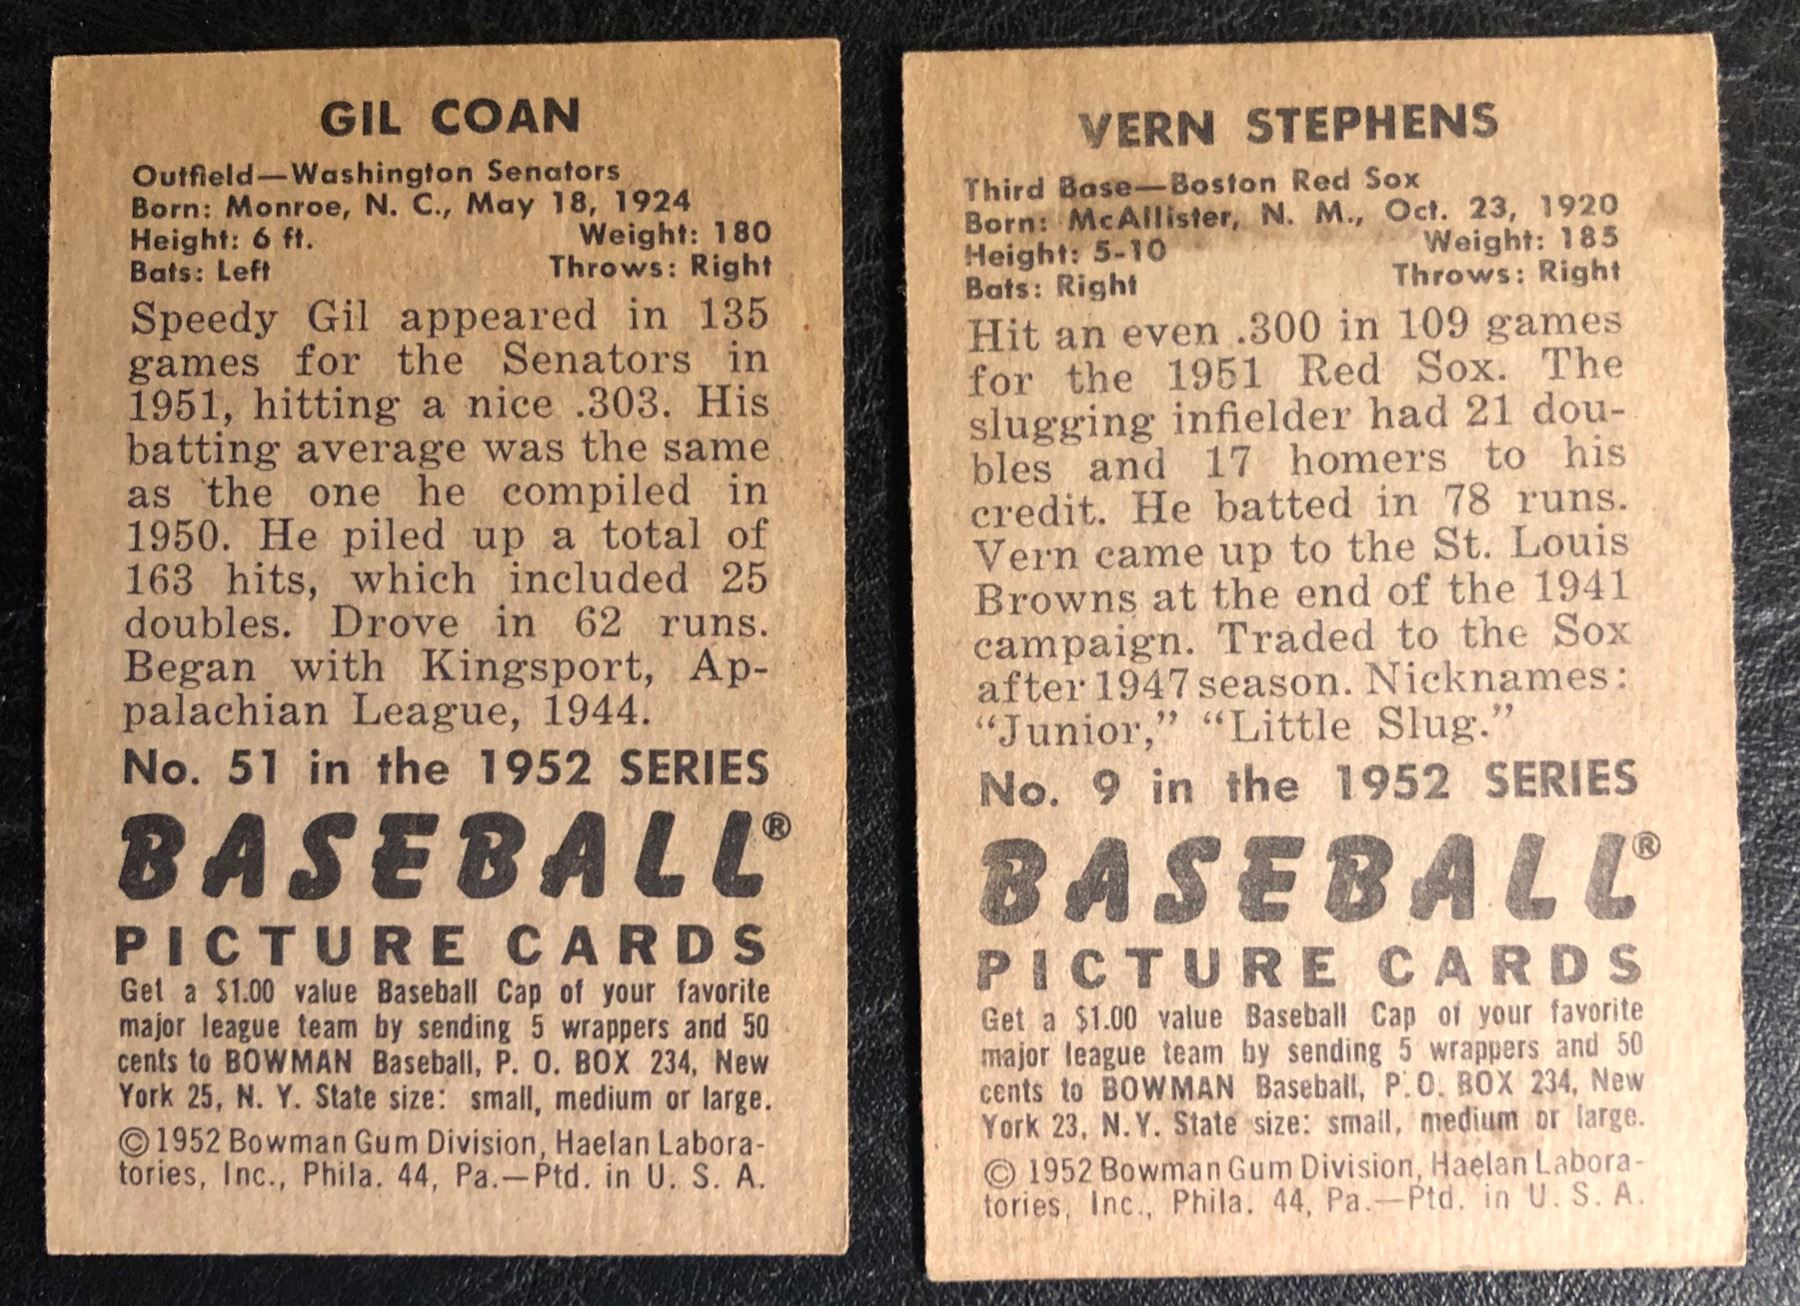 GIL COAN
Outfield—Washington Senators
Born: Monroe, N. C., May 18, 1924
Height: 6 ft. Weight: 180
Bats: Left Throws: Right
Speedy Gil appeared in 135
games for the Senators in
1951, hitting a nice .303. His
batting average was the same
as the one he compiled in
1950. He piled up a total of
163 hits, which included 25
doubles. Drove in 62 runs.
Began with Kingsport, Ap-
palachian League, 1944.
No. 51 in the 1952 SERIES
BASEBALL®
PICTURE CARDS
Get a $1.00 value Baseball Cap of your favorite
major league team by sending 5 wrappers and 50
cents to BOWMAN Baseball, P. O. BOX 234, New
York 25, N. Y. State size: small, medium or large.
© 1952 Bowman Gum Division, Haelan Labora-
tories, Inc., Phila. 44, Pa.—Ptd. in U. S. A.
VERN STEPHENS
Third Base—Boston Red Sox
Born: McAllister, N. M., Oct. 23, 1920
Height: 5-10 Weight: 185
Bats: Right Throws: Right
Hit an even .300 in 109 games
for the 1951 Red Sox. The
slugging infielder had 21 dou-
bles and 17 homers to his
credit. He batted in 78 runs.
Vern came up to the St. Louis
Browns at the end of the 1941
campaign. Traded to the Sox
after 1947 season. Nicknames:
“Junior,” “Little Slug.”
No. 9 in the 1952 SERIES
BASEBALL®
PICTURE CARDS
Get a $1.00 value Baseball Cap of your favorite
major league team by sending 5 wrappers and 50
cents to BOWMAN Baseball, P. O. BOX 234, New
York 23, N. Y. State size: small, medium or large.
© 1952 Bowman Gum Division, Haelan Labora-
tories, Inc., Phila. 44, Pa.—Ptd. in U. S. A.